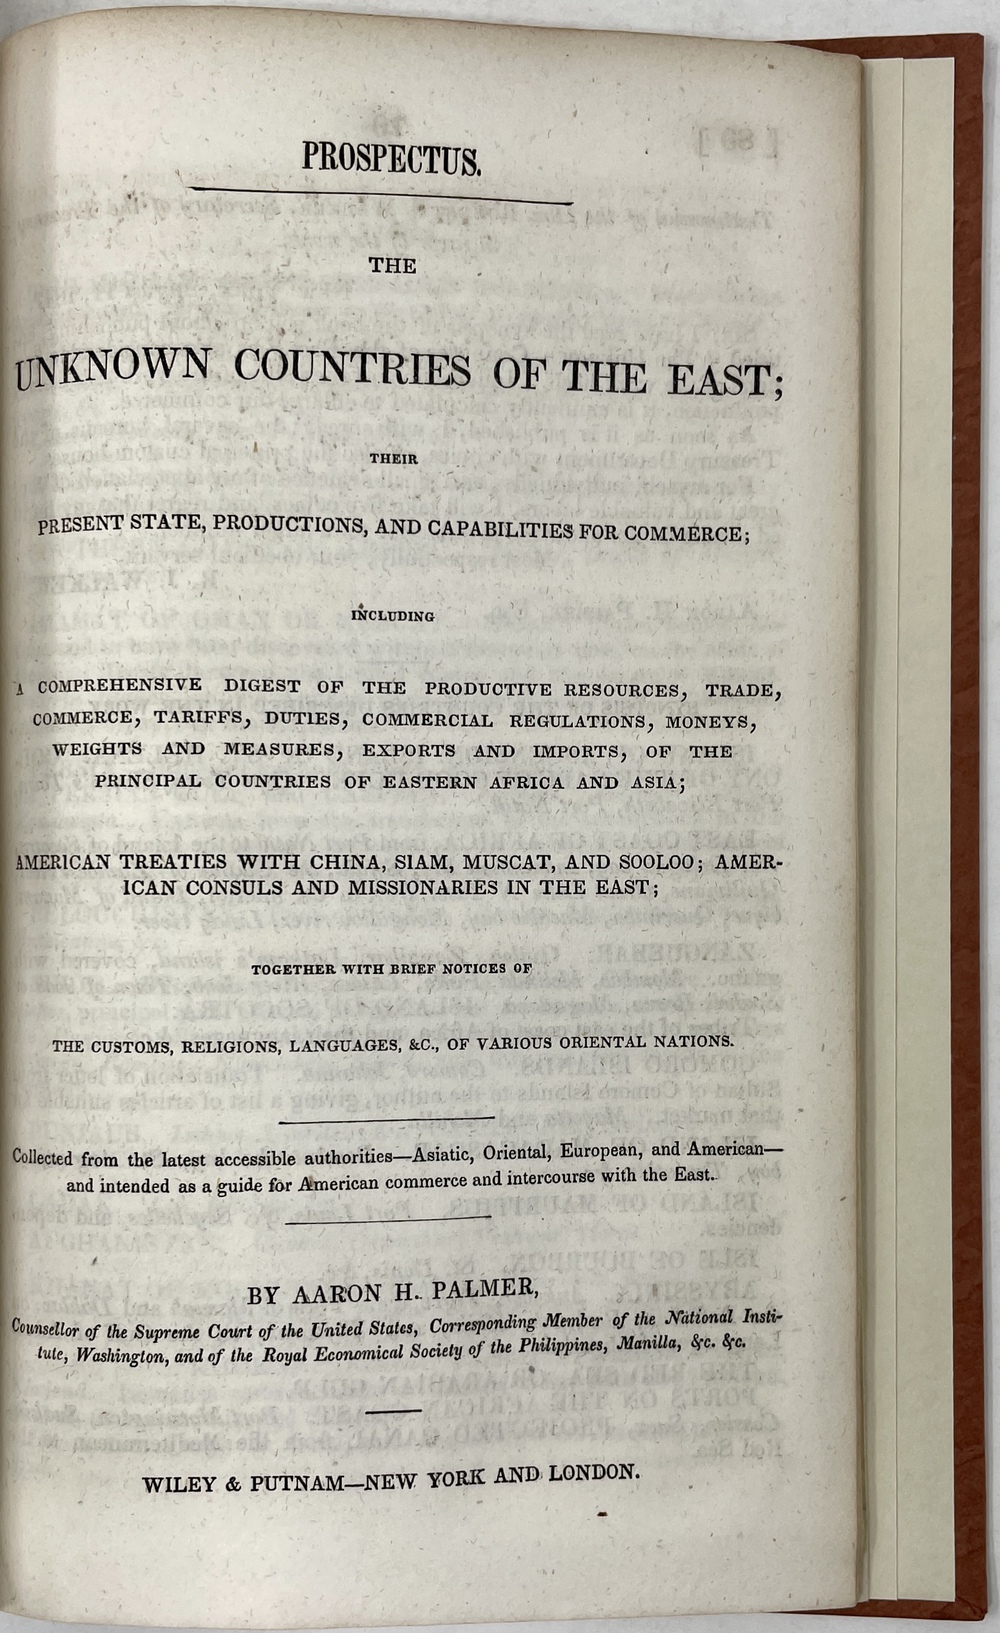 PROSPECTUS.
THE
UNKNOWN COUNTRIES OF THE EAST;
THEIR
PRESENT STATE, PRODUCTIONS, AND CAPABILITIES FOR COMMERCE;
INCLUDING
A COMPREHENSIVE DIGEST OF THE PRODUCTIVE RESOURCES, TRADE,
COMMERCE, TARIFFS, DUTIES, COMMERCIAL REGULATIONS, MONEYS,
WEIGHTS AND MEASURES, EXPORTS AND IMPORTS, OF THE
PRINCIPAL COUNTRIES OF EASTERN AFRICA AND ASIA;
AMERICAN TREATIES WITH CHINA, SIAM, MUSCAT, AND SOOLOO; AMER-
ICAN CONSULS AND MISSIONARIES IN THE EAST;
TOGETHER WITH BRIEF NOTICES OF
THE CUSTOMS, RELIGIONS, LANGUAGES, &C., OF VARIOUS ORIENTAL NATIONS.
Collected from the latest accessible authorities—Asiatic, Oriental, European, and American—
and intended as a guide for American commerce and intercourse with the East.
BY AARON H. PALMER,
Counsellor of the Supreme Court of the United States, Corresponding Member of the National Insti-
tute, Washington, and of the Royal Economical Society of the Philippines, Manilla, &c. &c.
WILEY & PUTNAM—NEW YORK AND LONDON.